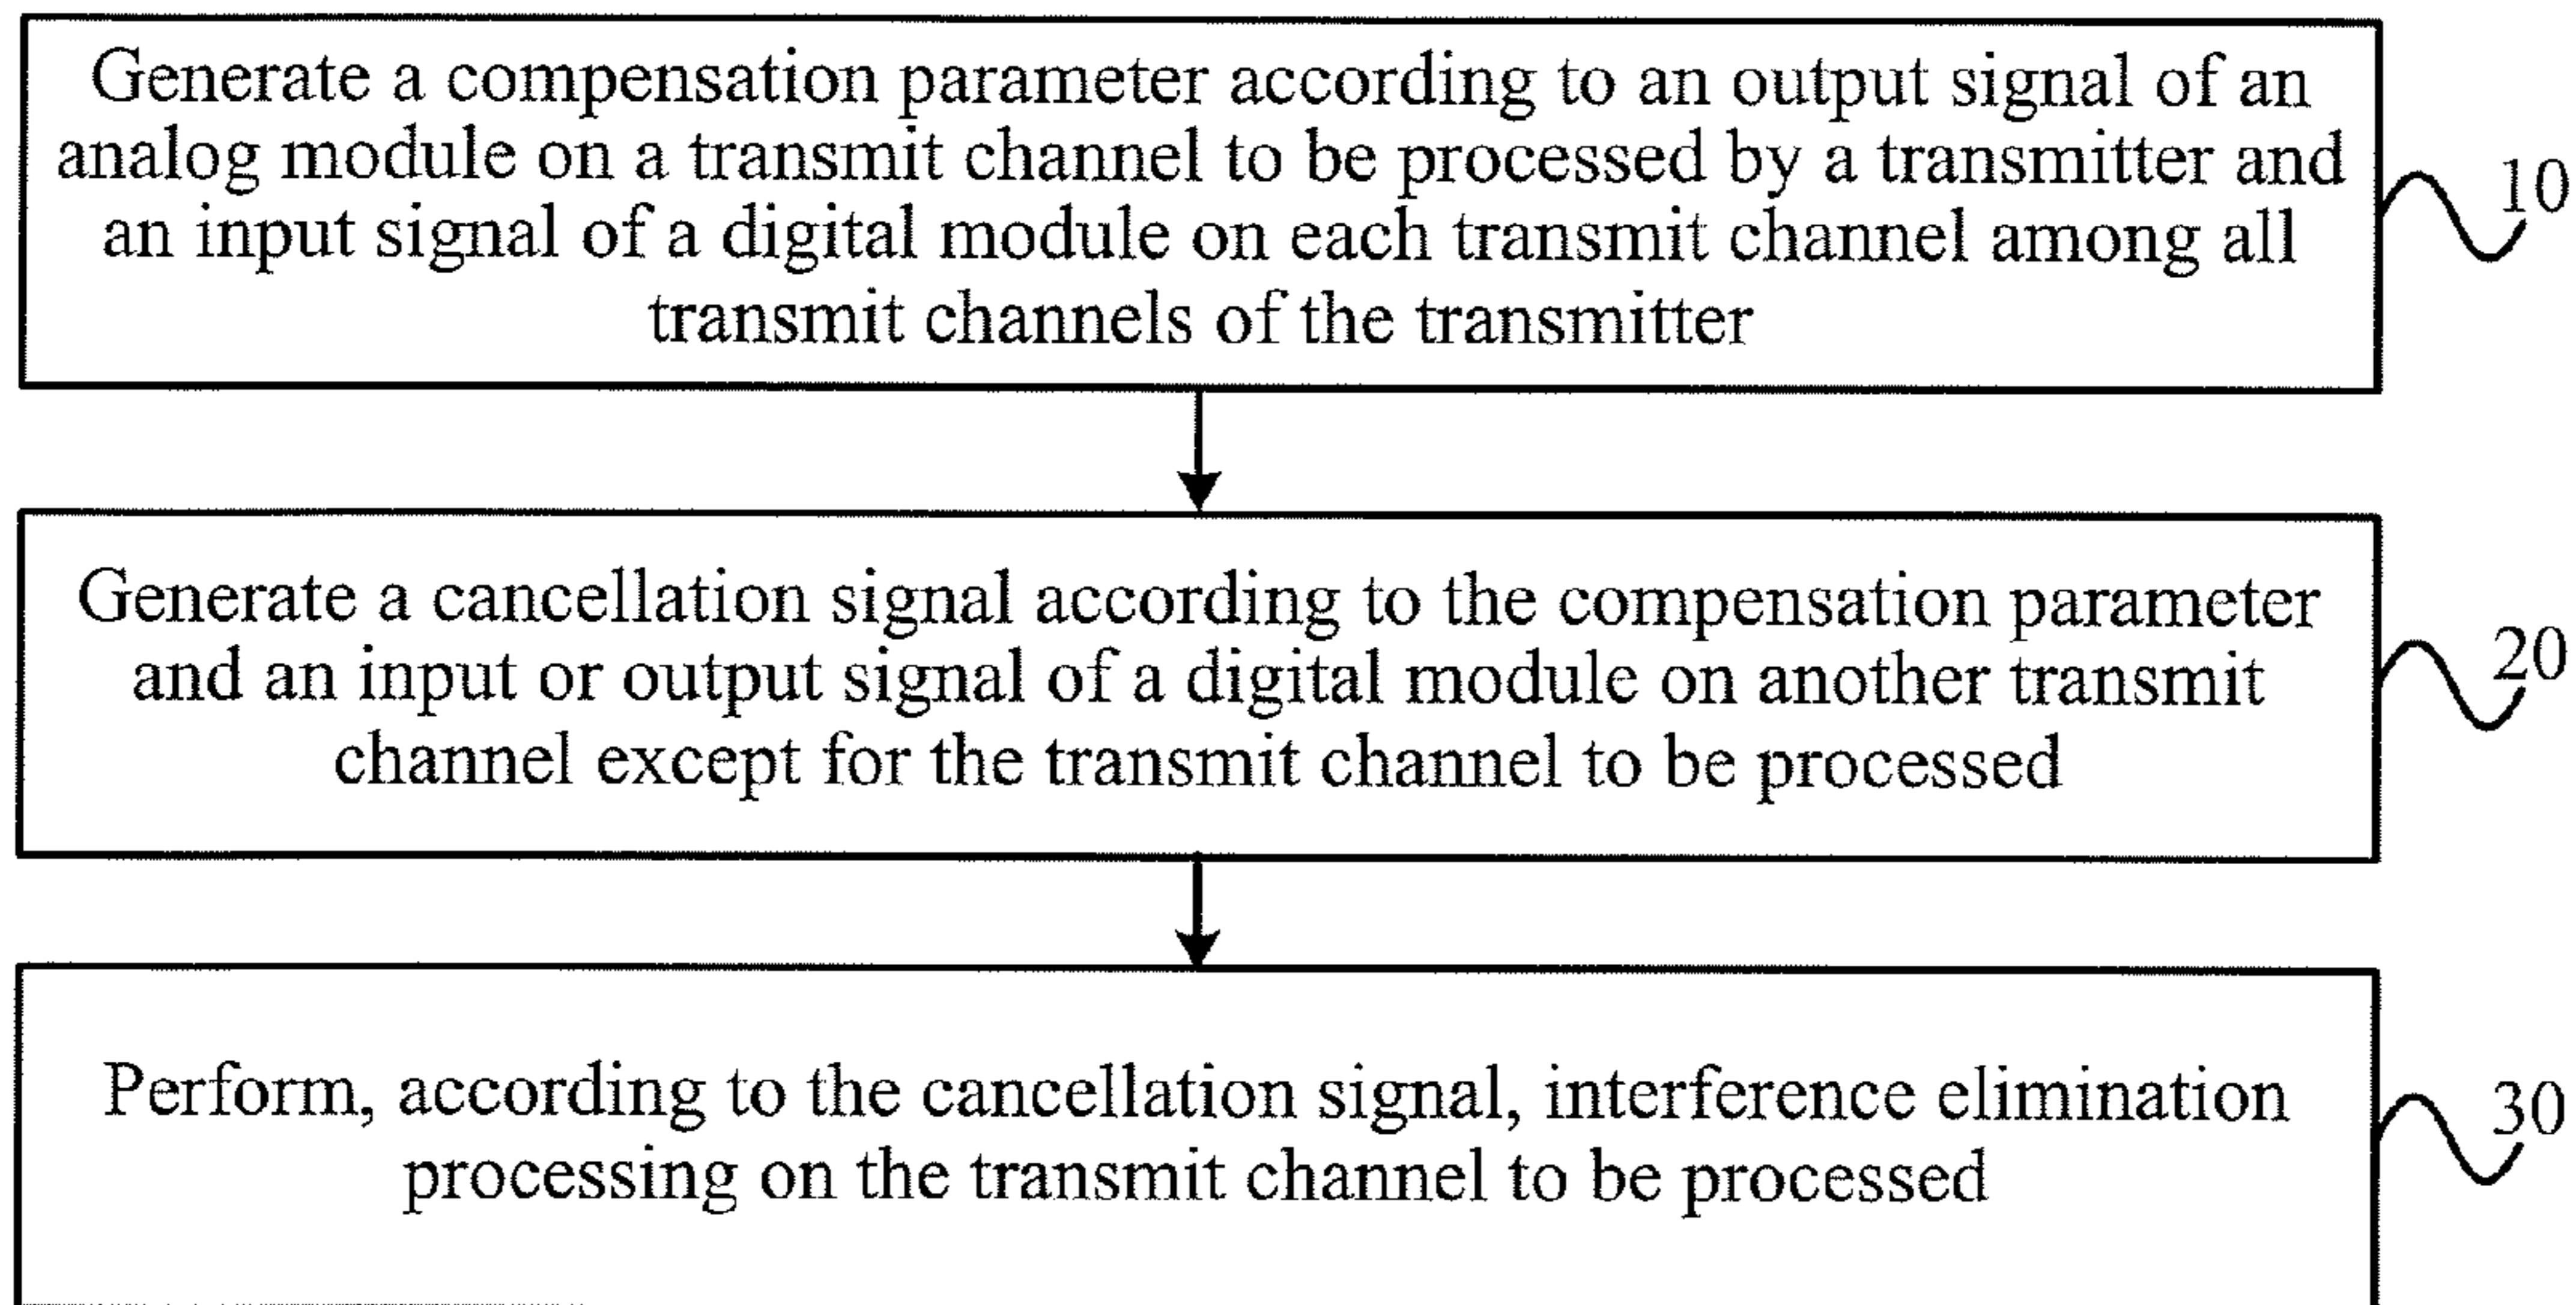 Generate a compensation parameter according to an output signal of an
analog module on a transmit channel to be processed by a transmitter and
an input signal of a digital module on each transmit channel among all
transmit channels of the transmitter
10
Generate a cancellation signal according to the compensation parameter
and an input or output signal of a digital module on another transmit
channel except for the transmit channel to be processed
20
Perform, according to the cancellation signal, interference elimination
processing on the transmit channel to be processed
30